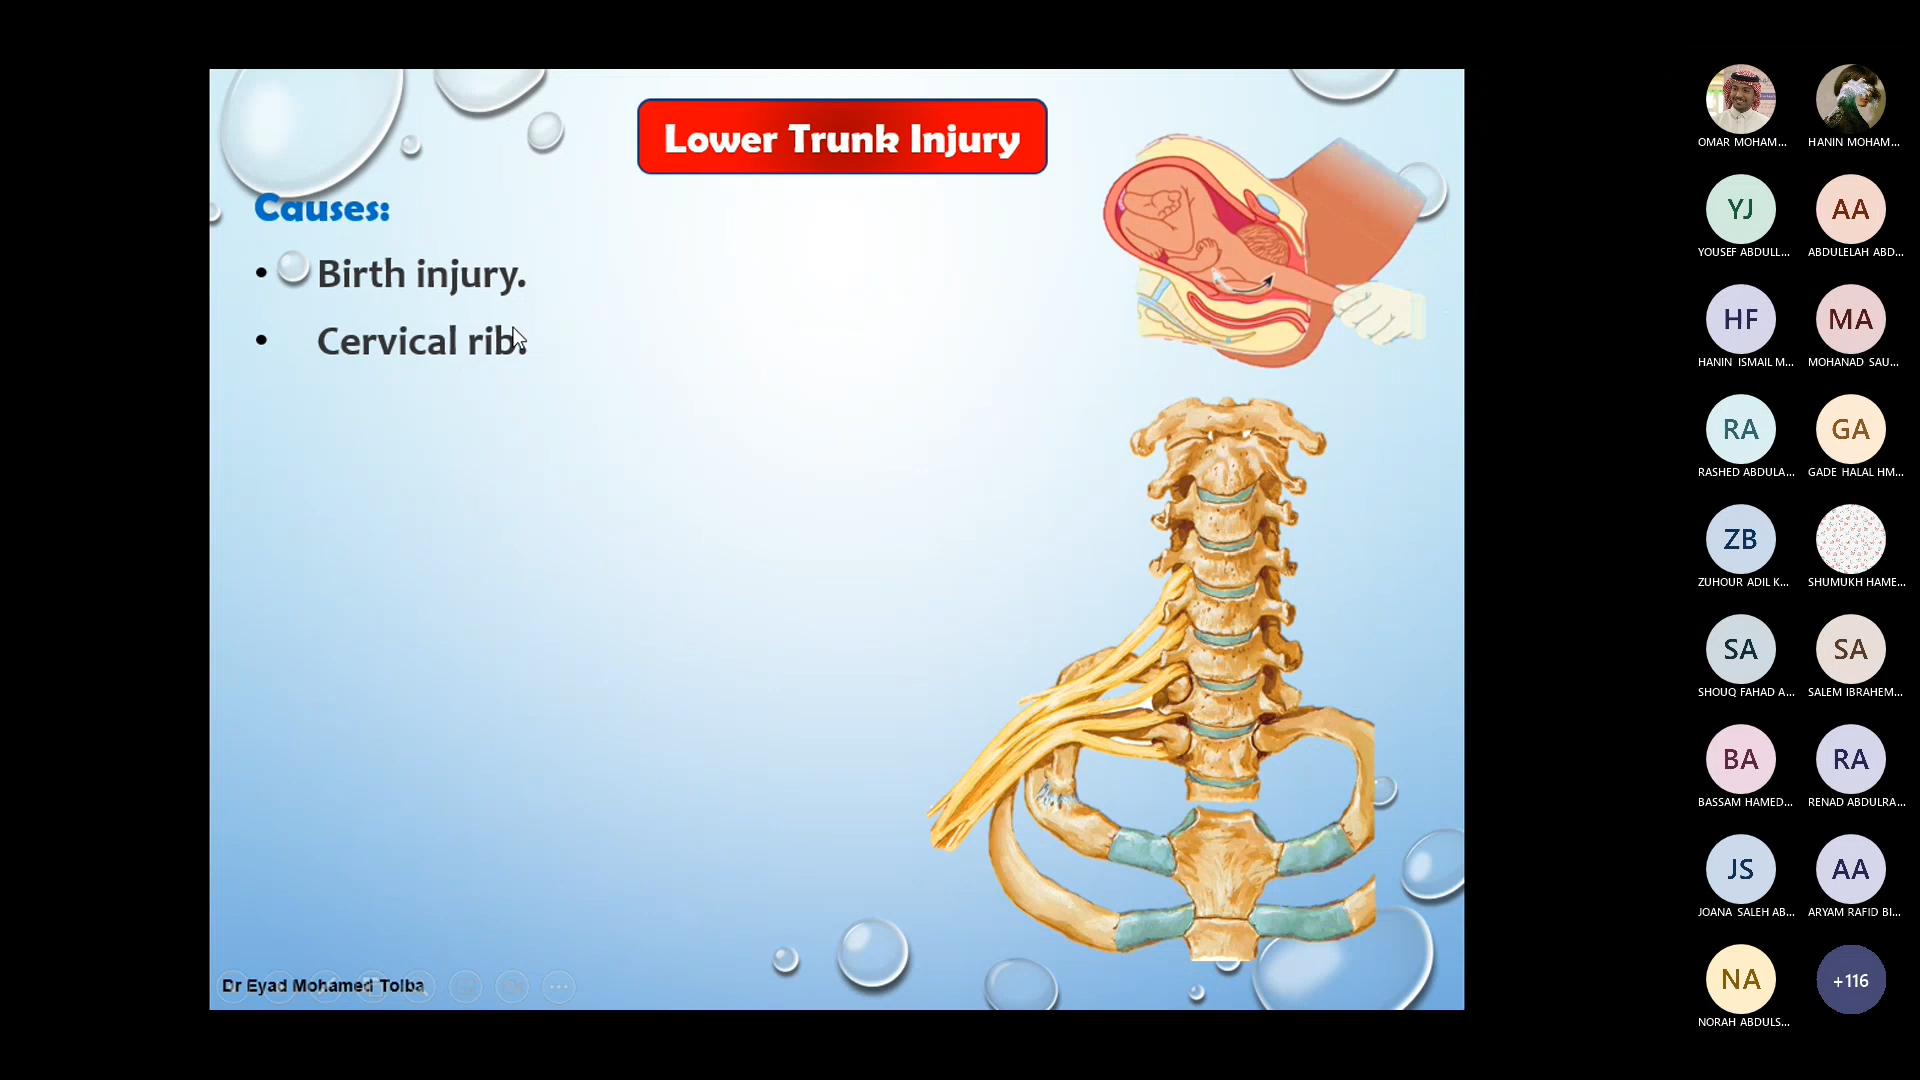 Lower Trunk Injury
Causes:
• Birth injury.
• Cervical rib.
Dr Eyad Mohamed Tolba
OMAR MOHAM...
HANIN MOHAM...
YJ
YOUSEF ABDULL...
AA
ABDULELAH ABD...
HF
HANIN ISMAIL M...
MA
MOHANAD SAU...
RA
RASHED ABDULA...
GA
GADE HALAL HM...
ZB
ZUHOUR ADIL K...
SHUMUKH HAME...
SA
SHOUQ FAHAD A...
SA
SALEM IBRAHEM...
BA
BASSAM HAMED...
RA
RENAD ABDULRA...
JS
JOANA SALEH AB...
AA
ARYAM RAFID BI...
NA
NORAH ABDULS...
+116